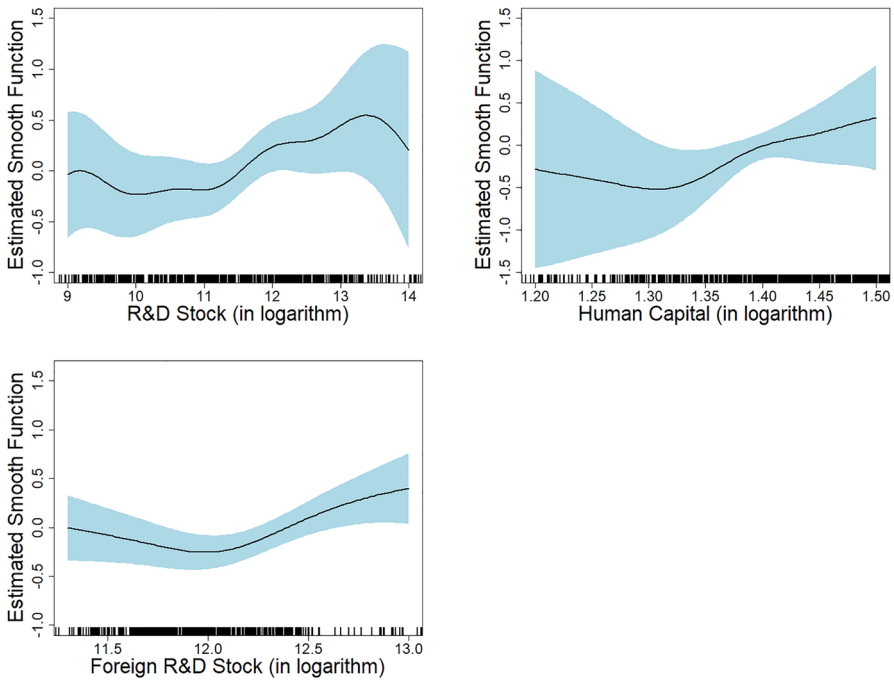 Estimated Smooth Function
1.5
1.0
0.5
0.0
-0.5
-1.0
9 10 11 12 13 14
R&D Stock (in logarithm)
Estimated Smooth Function
1.5
1.0
0.5
0.0
-0.5
-1.0
-1.5
1.20 1.25 1.30 1.35 1.40 1.45 1.50
Human Capital (in logarithm)
Estimated Smooth Function
1.5
1.0
0.5
0.0
-0.5
-1.0
11.5 12.0 12.5 13.0
Foreign R&D Stock (in logarithm)